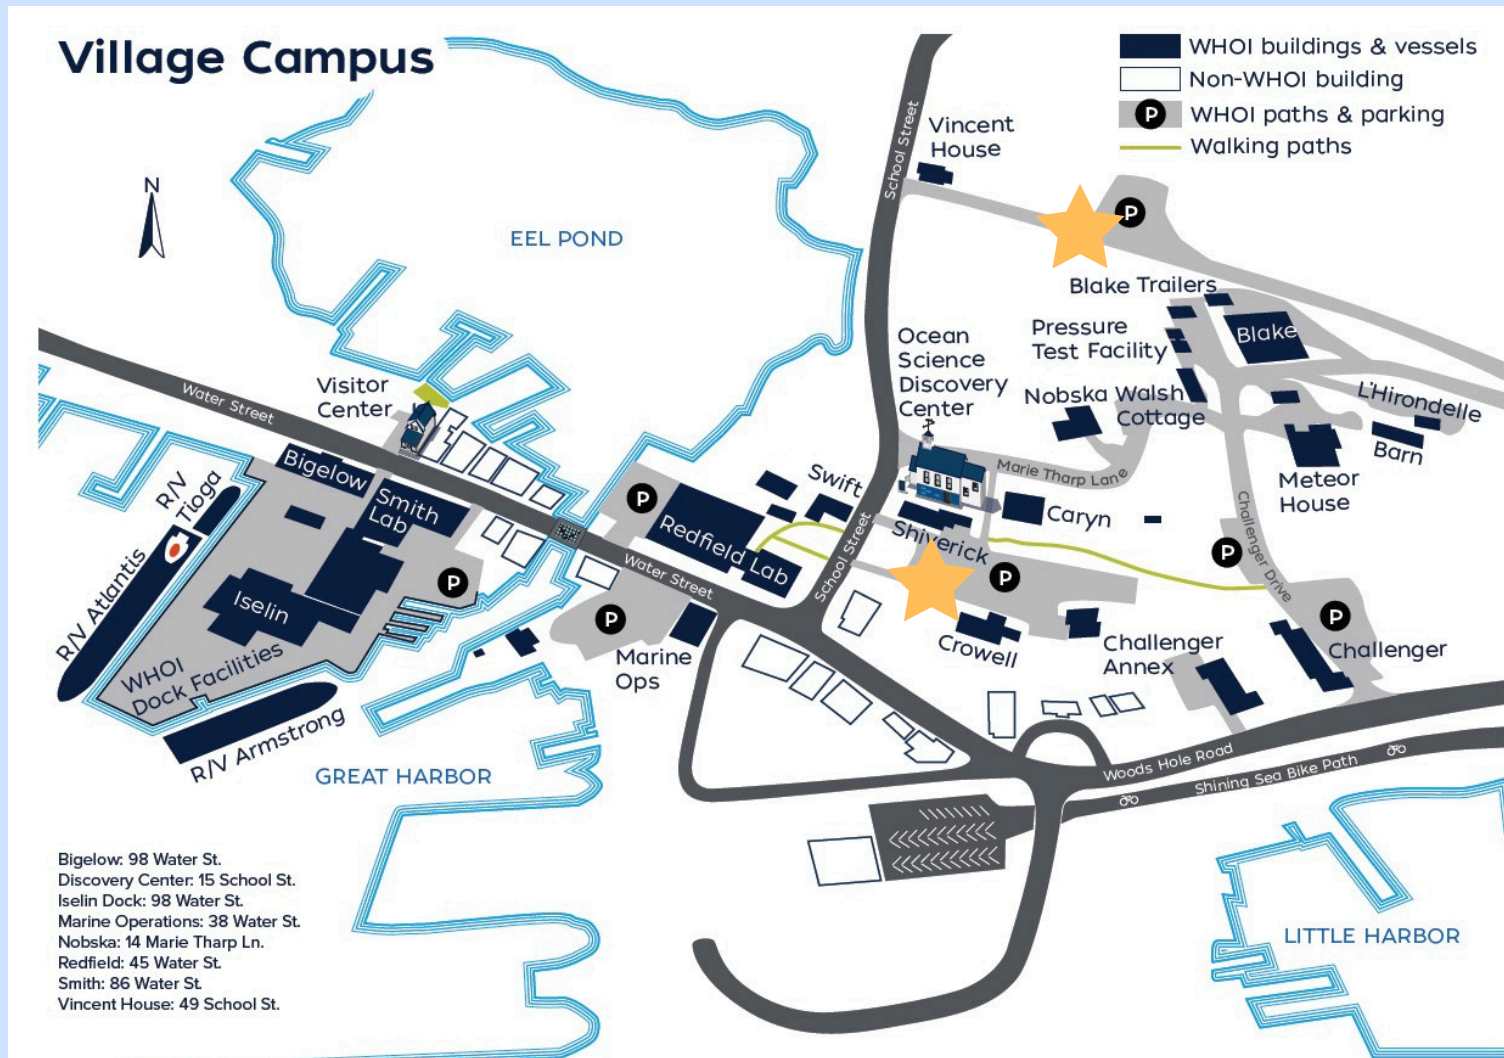 Village Campus
WHOI buildings & vessels
Non-WHOI building
P
WHOI paths & parking
Walking paths
N
EEL POND
School Street
Vincent
House
P
Blake Trailers
Pressure
Test Facility
Blake
Ocean
Science
Discovery
Center
Nobska
Walsh
Cottage
L'Hirondelle
Barn
Meteor
House
Marie Tharp Lane
Challenger Drive
Water Street
Visitor
Center
Bigelow
Smith
Lab
R/V
Tioga
R/V Atlantis
Iselin
P
WHOI
Dock Facilities
R/V Armstrong
P
Redfield Lab
Swift
Shiverick
Caryn
School Street
Water Street
P
Marine
Ops
P
Crowell
Challenger
Annex
P
P
Challenger
Woods Hole Road
Shining Sea Bike Path
GREAT HARBOR
LITTLE HARBOR
Bigelow: 98 Water St.
Discovery Center: 15 School St.
Iselin Dock: 98 Water St.
Marine Operations: 38 Water St.
Nobska: 14 Marie Tharp Ln.
Redfield: 45 Water St.
Smith: 86 Water St.
Vincent House: 49 School St.